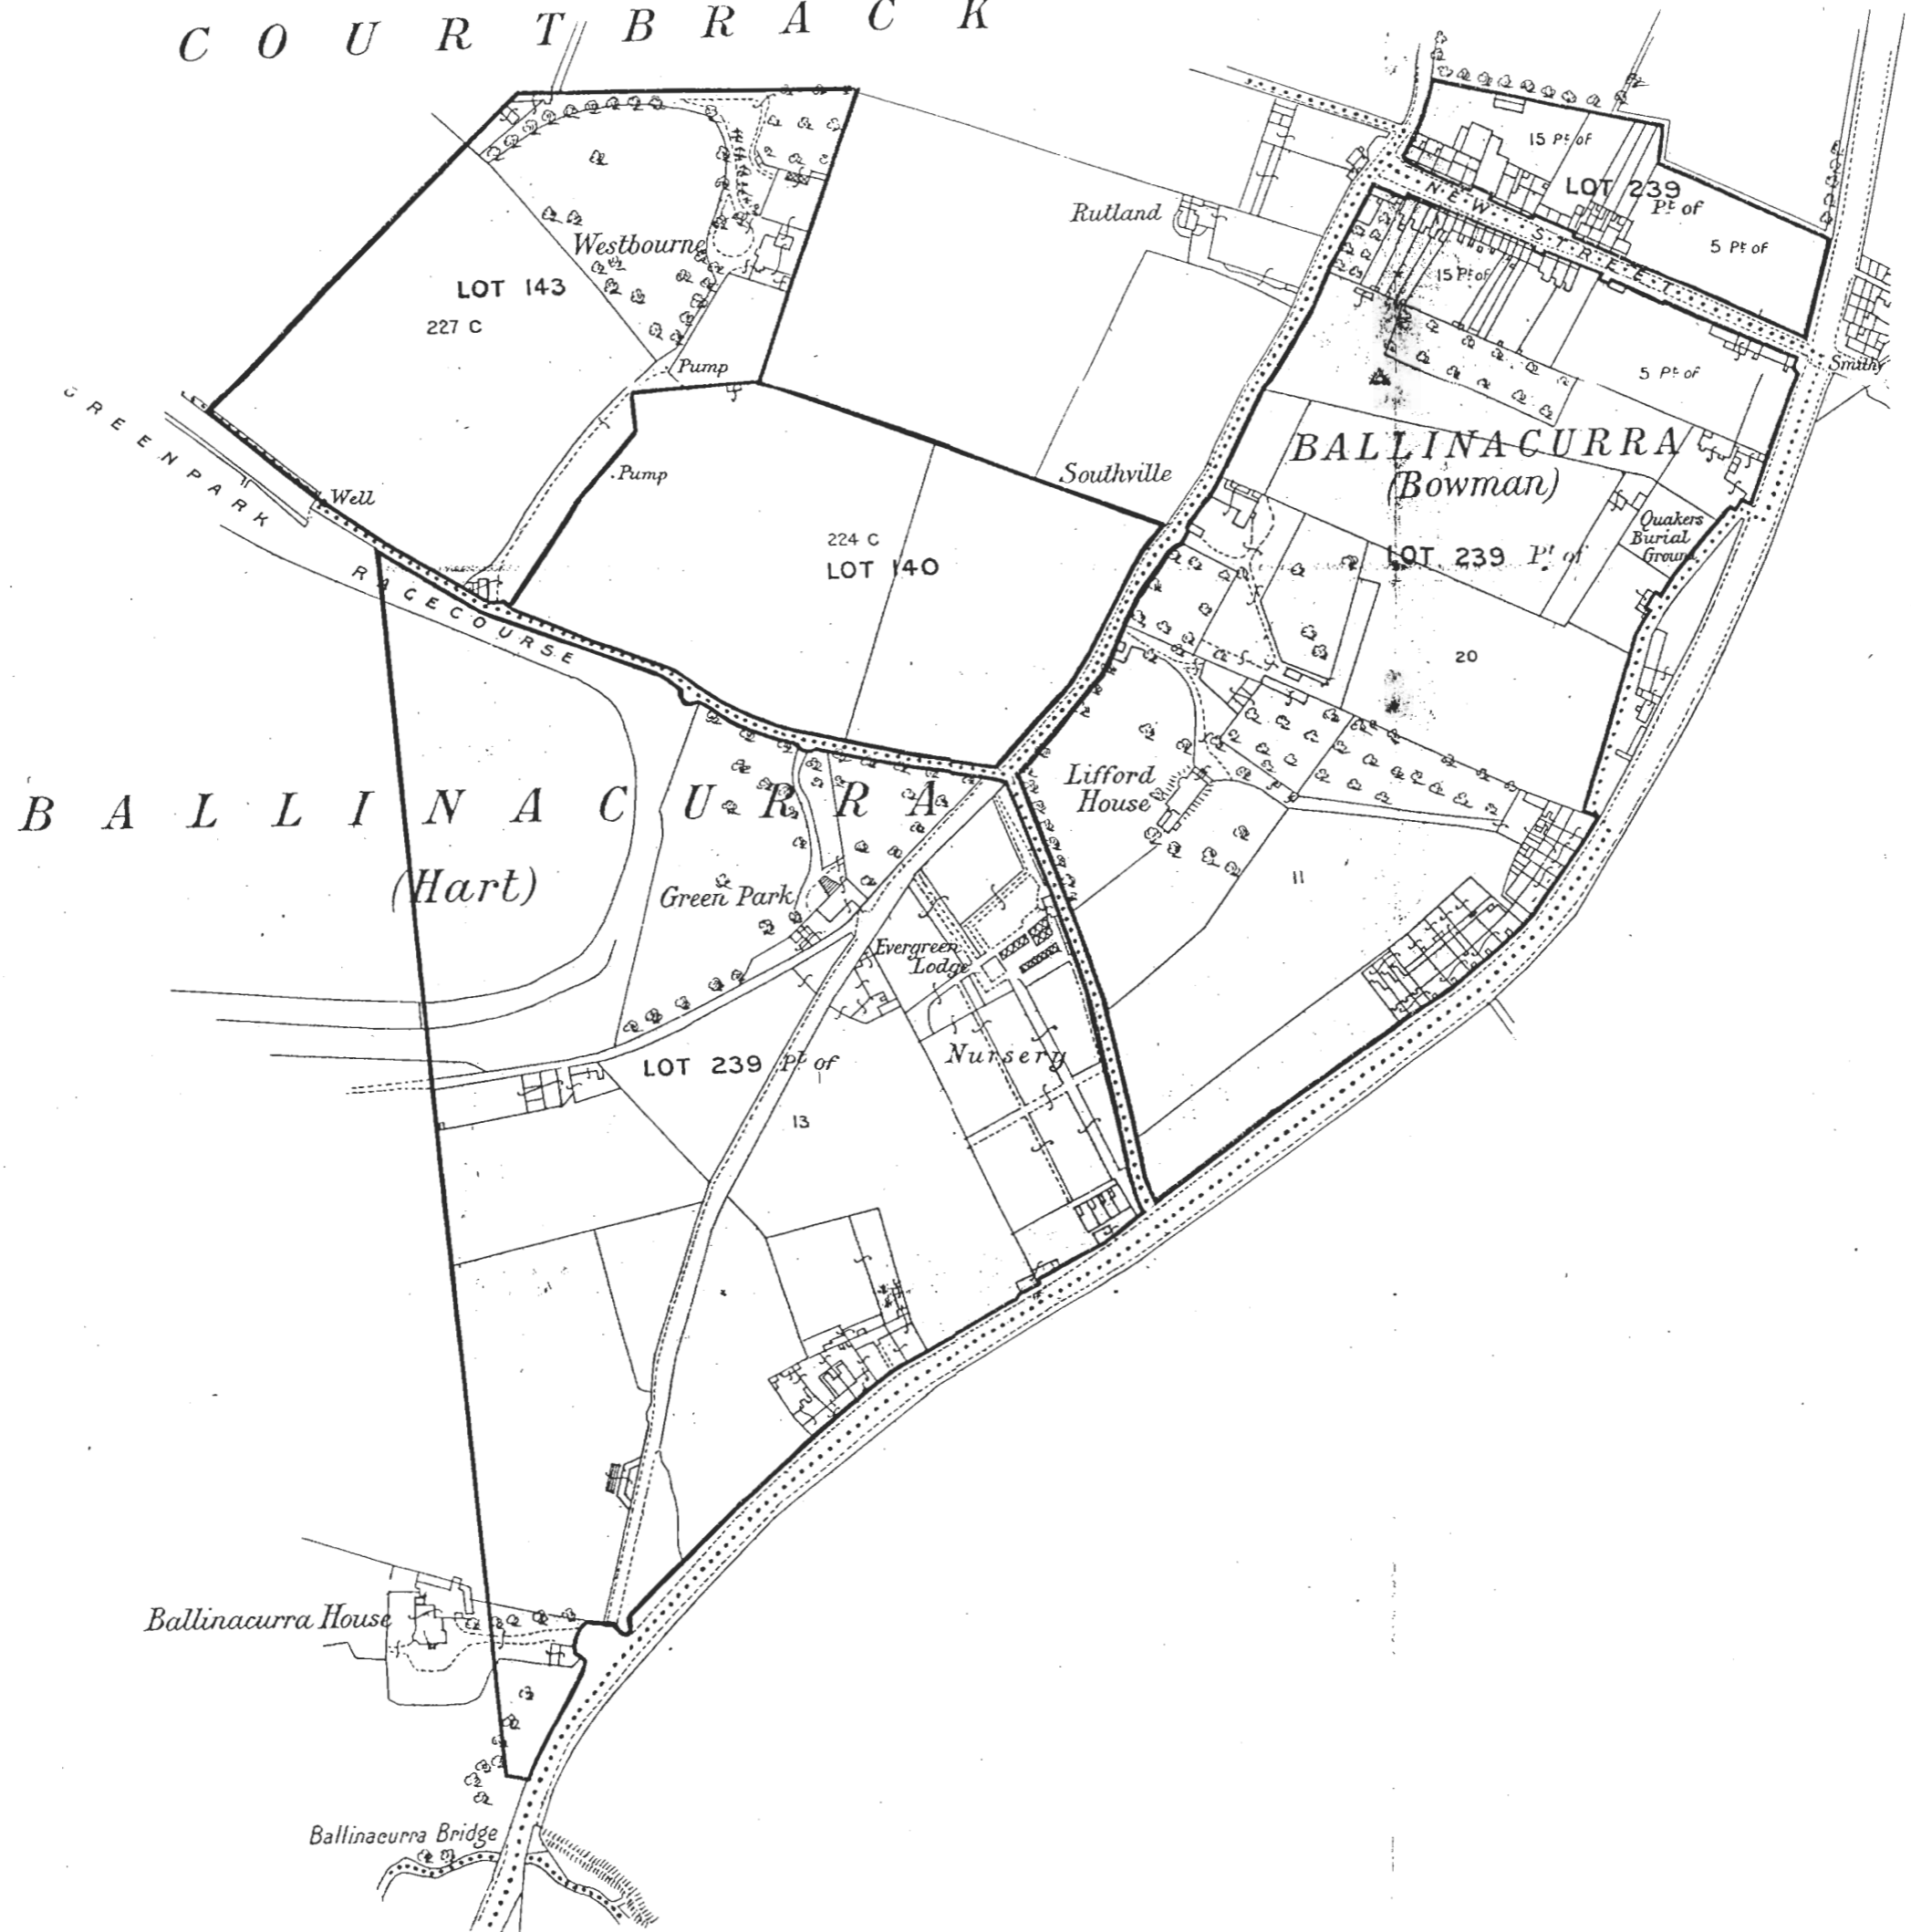 COURTBRACK
15 Pt of
LOT 239
Pt of
5 Pt of
NEW STREET
15 Pt of
Rutland
Westbourne
LOT 143
227 C
Pump
Smithy
5 Pt of
GREENPARK
RACECOURSE
Well
Pump
Southville
BALLINACURRA
(Bowman)
Quakers
Burial
Ground
224 C
LOT 140
LOT 239 Pt of
20
Lifford
House
BALLINACURRA
(Hart)
Green Park
11
Evergreen
Lodge
Nursery
LOT 239 Pt of
13
Ballinacurra House
Ballinacurra Bridge